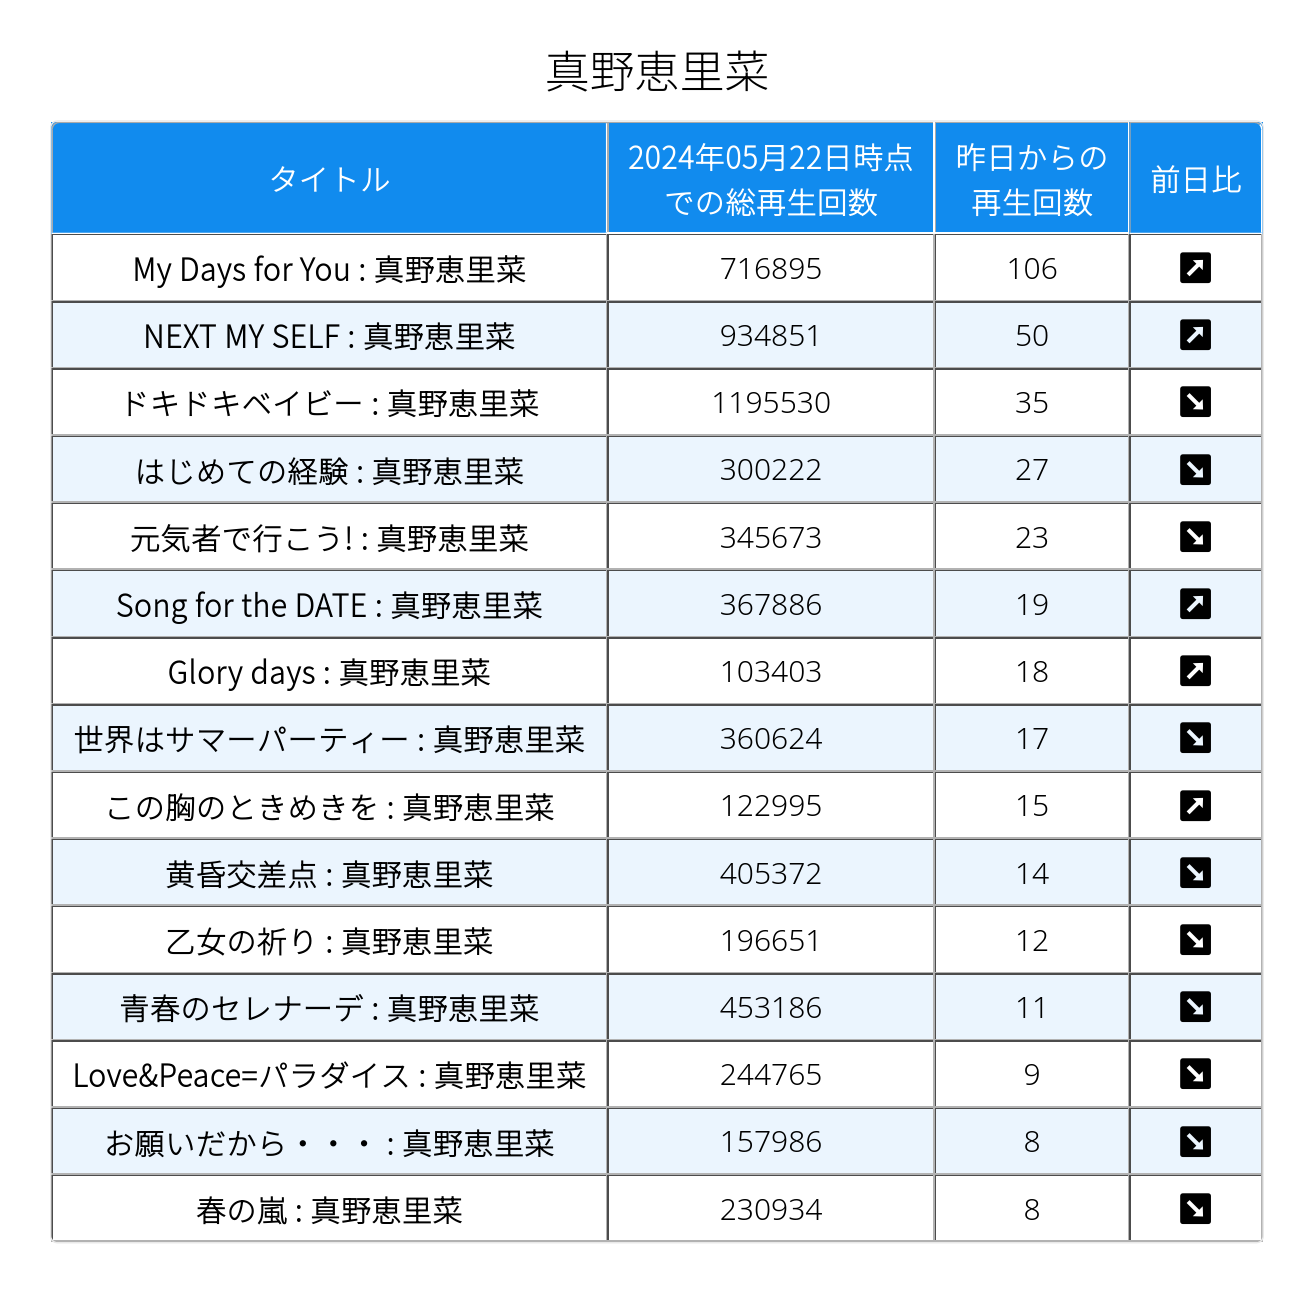 真野恵里菜
タイトル 2024年05月22日時点での総再生回数 昨日からの再生回数 前日比
My Days for You : 真野恵里菜 716895 106 ↗
NEXT MY SELF : 真野恵里菜 934851 50 ↗
ドキドキベイビー : 真野恵里菜 1195530 35 ↘
はじめての経験 : 真野恵里菜 300222 27 ↘
元気者で行こう! : 真野恵里菜 345673 23 ↘
Song for the DATE : 真野恵里菜 367886 19 ↗
Glory days : 真野恵里菜 103403 18 ↗
世界はサマーパーティー : 真野恵里菜 360624 17 ↘
この胸のときめきを : 真野恵里菜 122995 15 ↗
黄昏交差点 : 真野恵里菜 405372 14 ↘
乙女の祈り : 真野恵里菜 196651 12 ↘
青春のセレナーデ : 真野恵里菜 453186 11 ↘
Love&Peace=パラダイス : 真野恵里菜 244765 9 ↘
お願いだから・・・ : 真野恵里菜 157986 8 ↘
春の嵐 : 真野恵里菜 230934 8 ↘